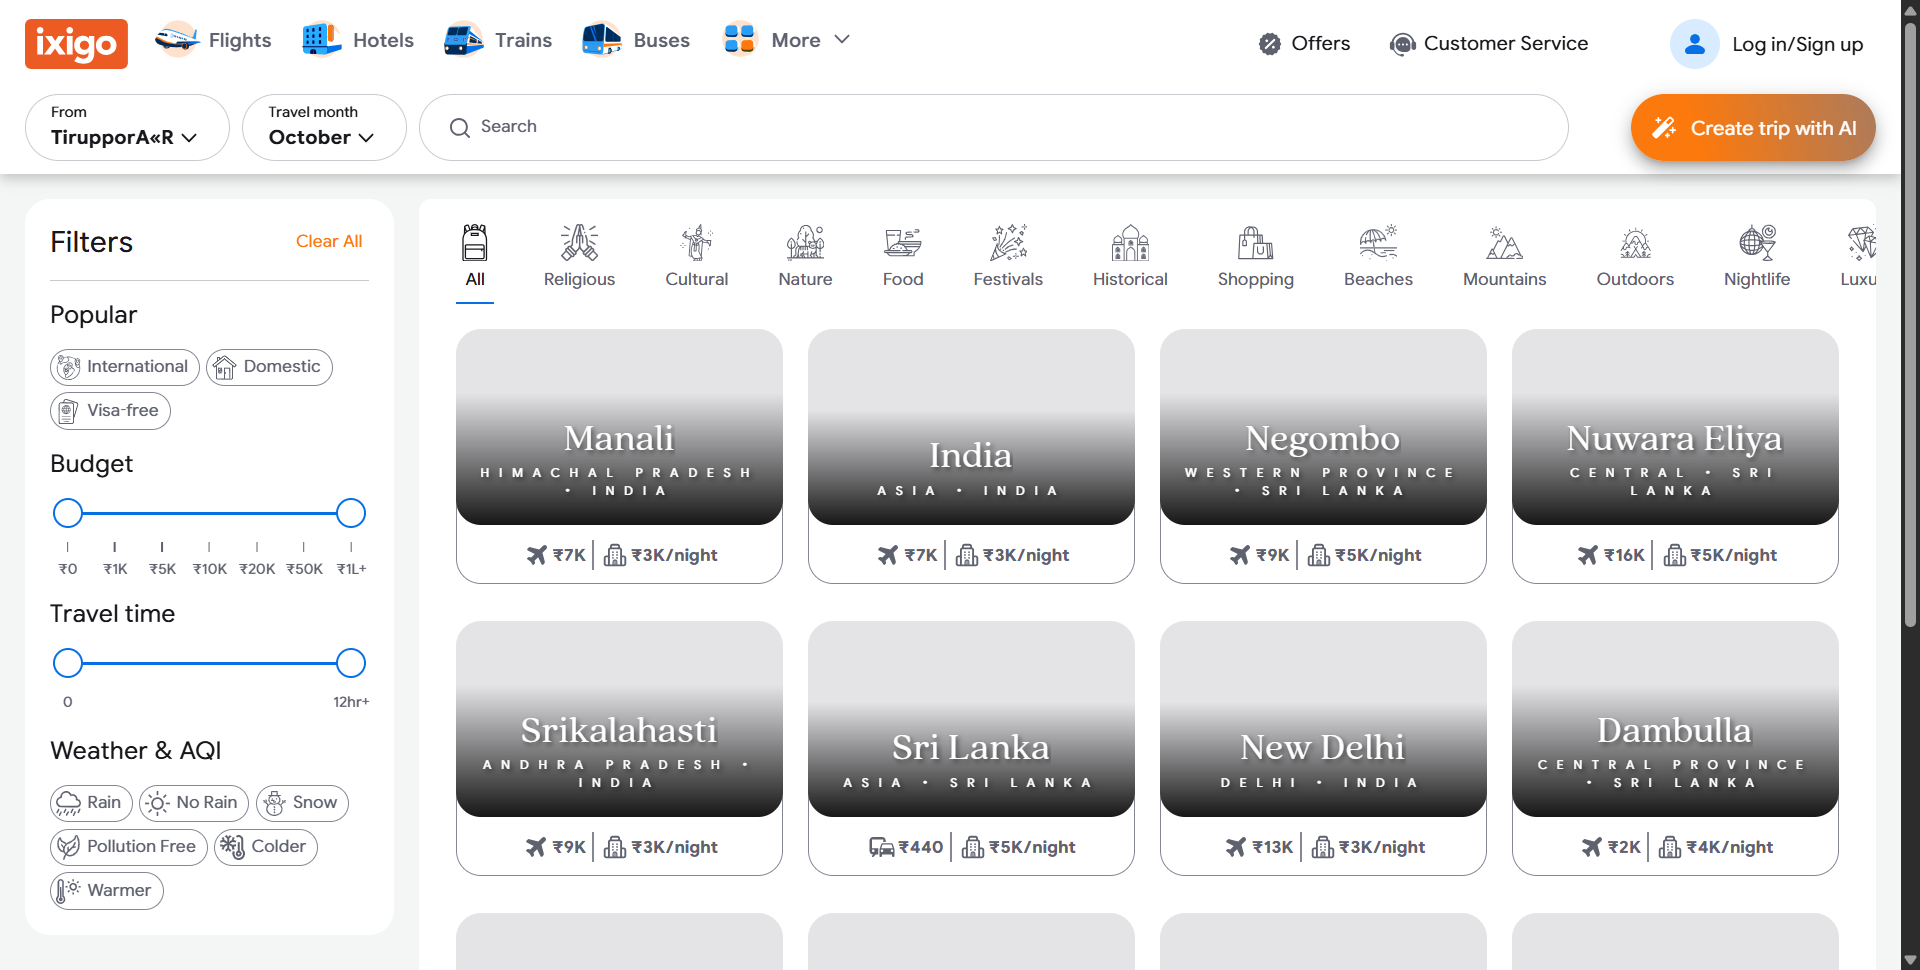 ixigo
Flights
Hotels
Trains
Buses
More
Offers
Customer Service
Log in/Sign up
From
TirupporA«R
Travel month
October
Search
Create trip with AI
Filters
Clear All
Popular
International
Domestic
Visa-free
Budget
₹0 ₹1K ₹5K ₹10K ₹20K ₹50K ₹1L+
Travel time
0 12hr+
Weather & AQI
Rain
No Rain
Snow
Pollution Free
Colder
Warmer
All
Religious
Cultural
Nature
Food
Festivals
Historical
Shopping
Beaches
Mountains
Outdoors
Nightlife
Luxu
Manali
HIMACHAL PRADESH
• INDIA
₹7K ₹3K/night
India
ASIA • INDIA
₹7K ₹3K/night
Negombo
WESTERN PROVINCE
• SRI LANKA
₹9K ₹5K/night
Nuwara Eliya
CENTRAL • SRI
LANKA
₹16K ₹5K/night
Srikalahasti
ANDHRA PRADESH •
INDIA
₹9K ₹3K/night
Sri Lanka
ASIA • SRI LANKA
₹440 ₹5K/night
New Delhi
DELHI • INDIA
₹13K ₹3K/night
Dambulla
CENTRAL PROVINCE
• SRI LANKA
₹2K ₹4K/night